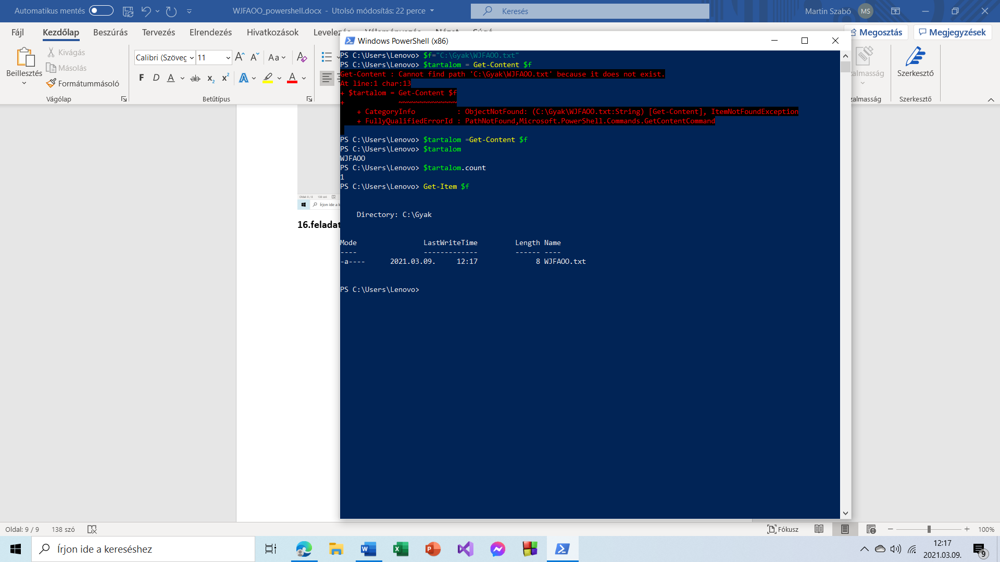 Automatikus mentés
WJFAOO_powershell.docx - Utolsó módosítás: 22 perce
Keresés
Martin Szabó MS
Fájl Kezdőlap Beszúrás Tervezés Elrendezés Hivatkozások
Megosztás Megjegyzések
Beillesztés
Kivágás
Másolás
Formátummásoló
Vágólap
Calibri (Szöveg 11
Aa
F D A ab x₂ x² A A
Betűtípus
Szerkesztő
Szerkesztő
Windows PowerShell (x86)
PS C:\Users\Lenovo> $f="C:\Gyak\WJFAOO.txt"
PS C:\Users\Lenovo> $tartalom = Get-Content $f
Get-Content : Cannot find path 'C:\Gyak\WJFAOO.txt' because it does not exist.
At line:1 char:13
+ $tartalom = Get-Content $f
+             ~~~~~~~~~~~~~~
    + CategoryInfo          : ObjectNotFound: (C:\Gyak\WJFAOO.txt:String) [Get-Content], ItemNotFoundException
    + FullyQualifiedErrorId : PathNotFound,Microsoft.PowerShell.Commands.GetContentCommand
PS C:\Users\Lenovo> $tartalom =Get-Content $f
PS C:\Users\Lenovo> $tartalom
WJFAOO
PS C:\Users\Lenovo> $tartalom.count
1
PS C:\Users\Lenovo> Get-Item $f
    Directory: C:\Gyak
Mode                LastWriteTime         Length Name
----                -------------         ------ ----
-a----      2021.03.09.     12:17              8 WJFAOO.txt
PS C:\Users\Lenovo>
16.feladat
Oldal: 9 / 9 138 szó
Fókusz
100%
Írjon ide a kereséshez
12:17
2021.03.09.
9